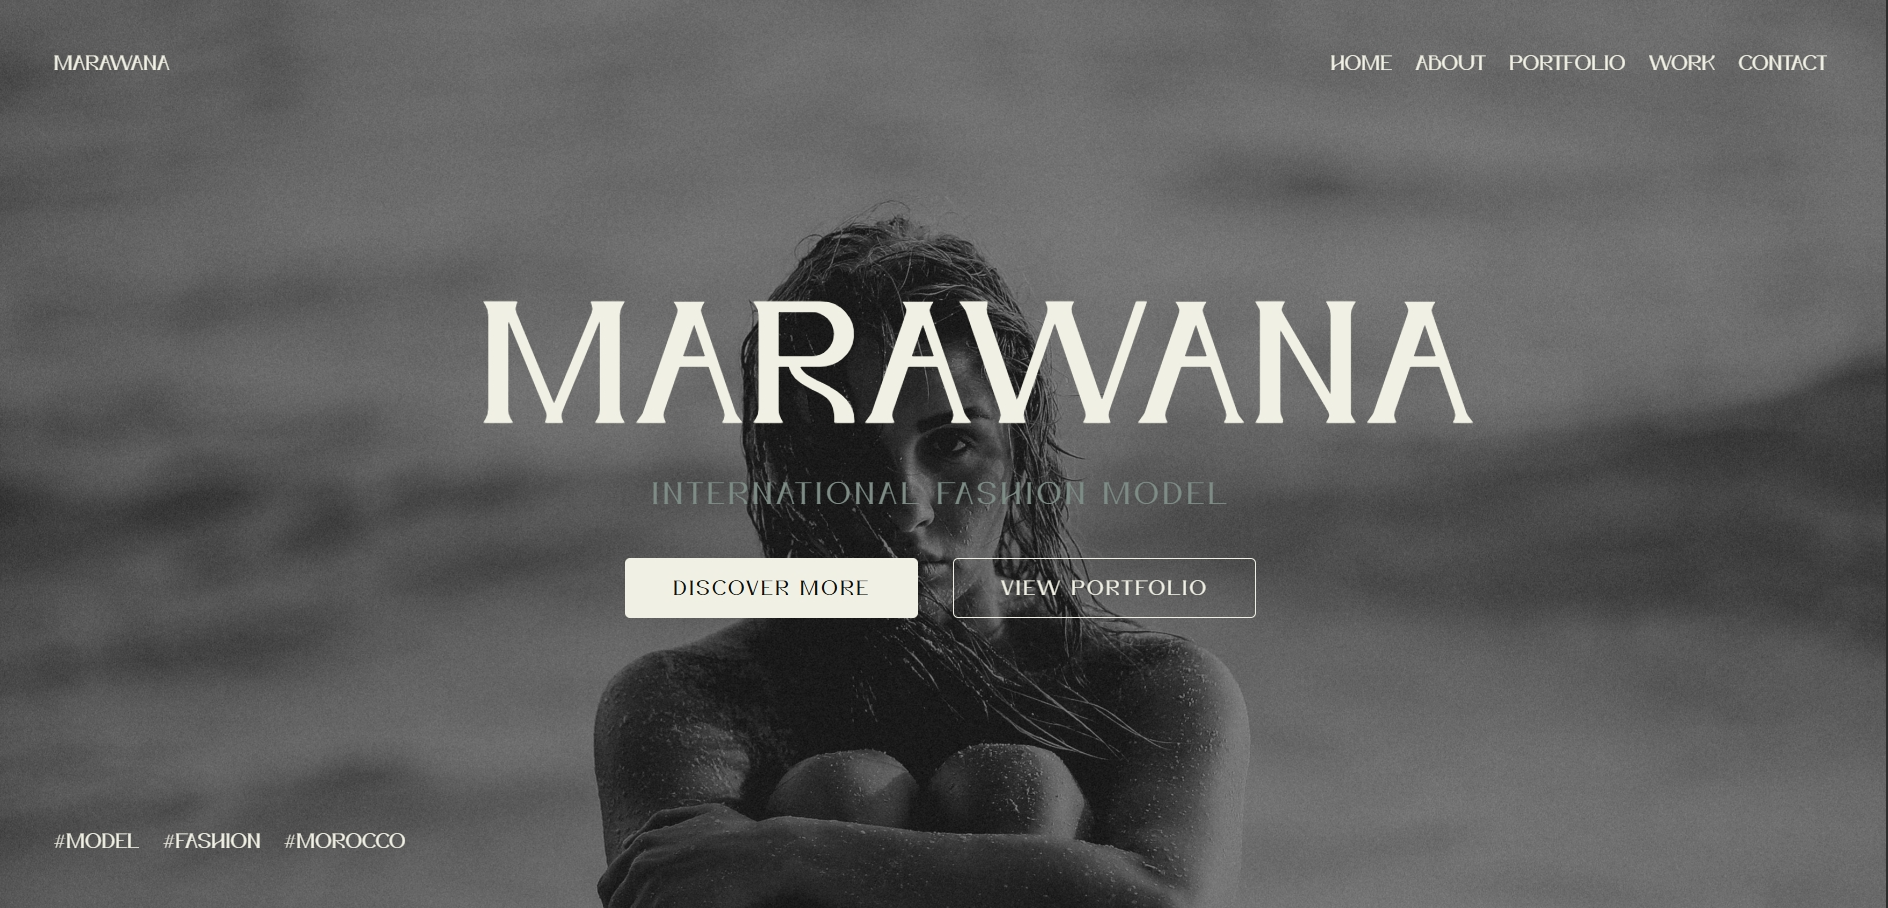 MARAWANA
HOME ABOUT PORTFOLIO WORK CONTACT
MARAWANA
INTERNATIONAL FASHION MODEL
DISCOVER MORE
VIEW PORTFOLIO
#MODEL #FASHION #MOROCCO